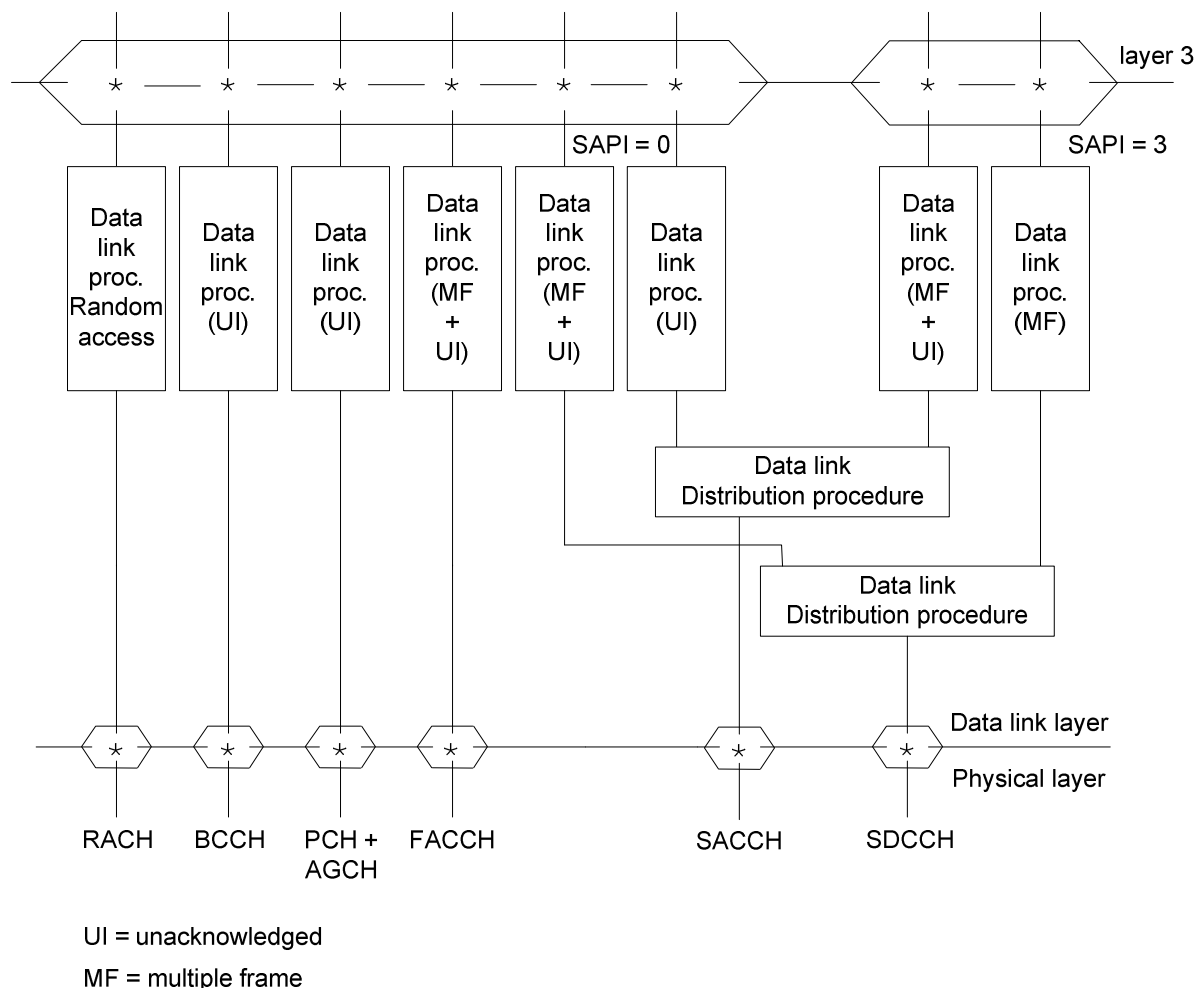 layer 3
* * * * * *
* *
SAPI = 0
SAPI = 3
Data
link
proc.
Random
access
Data
link
proc.
(UI)
Data
link
proc.
(UI)
Data
link
proc.
(MF
+
UI)
Data
link
proc.
(MF
+
UI)
Data
link
proc.
(UI)
Data
link
proc.
(MF
+
UI)
Data
link
proc.
(MF)
Data link
Distribution procedure
Data link
Distribution procedure
* * * * * *
Data link layer
Physical layer
RACH
BCCH
PCH +
AGCH
FACCH
SACCH
SDCCH
UI = unacknowledged
MF = multiple frame